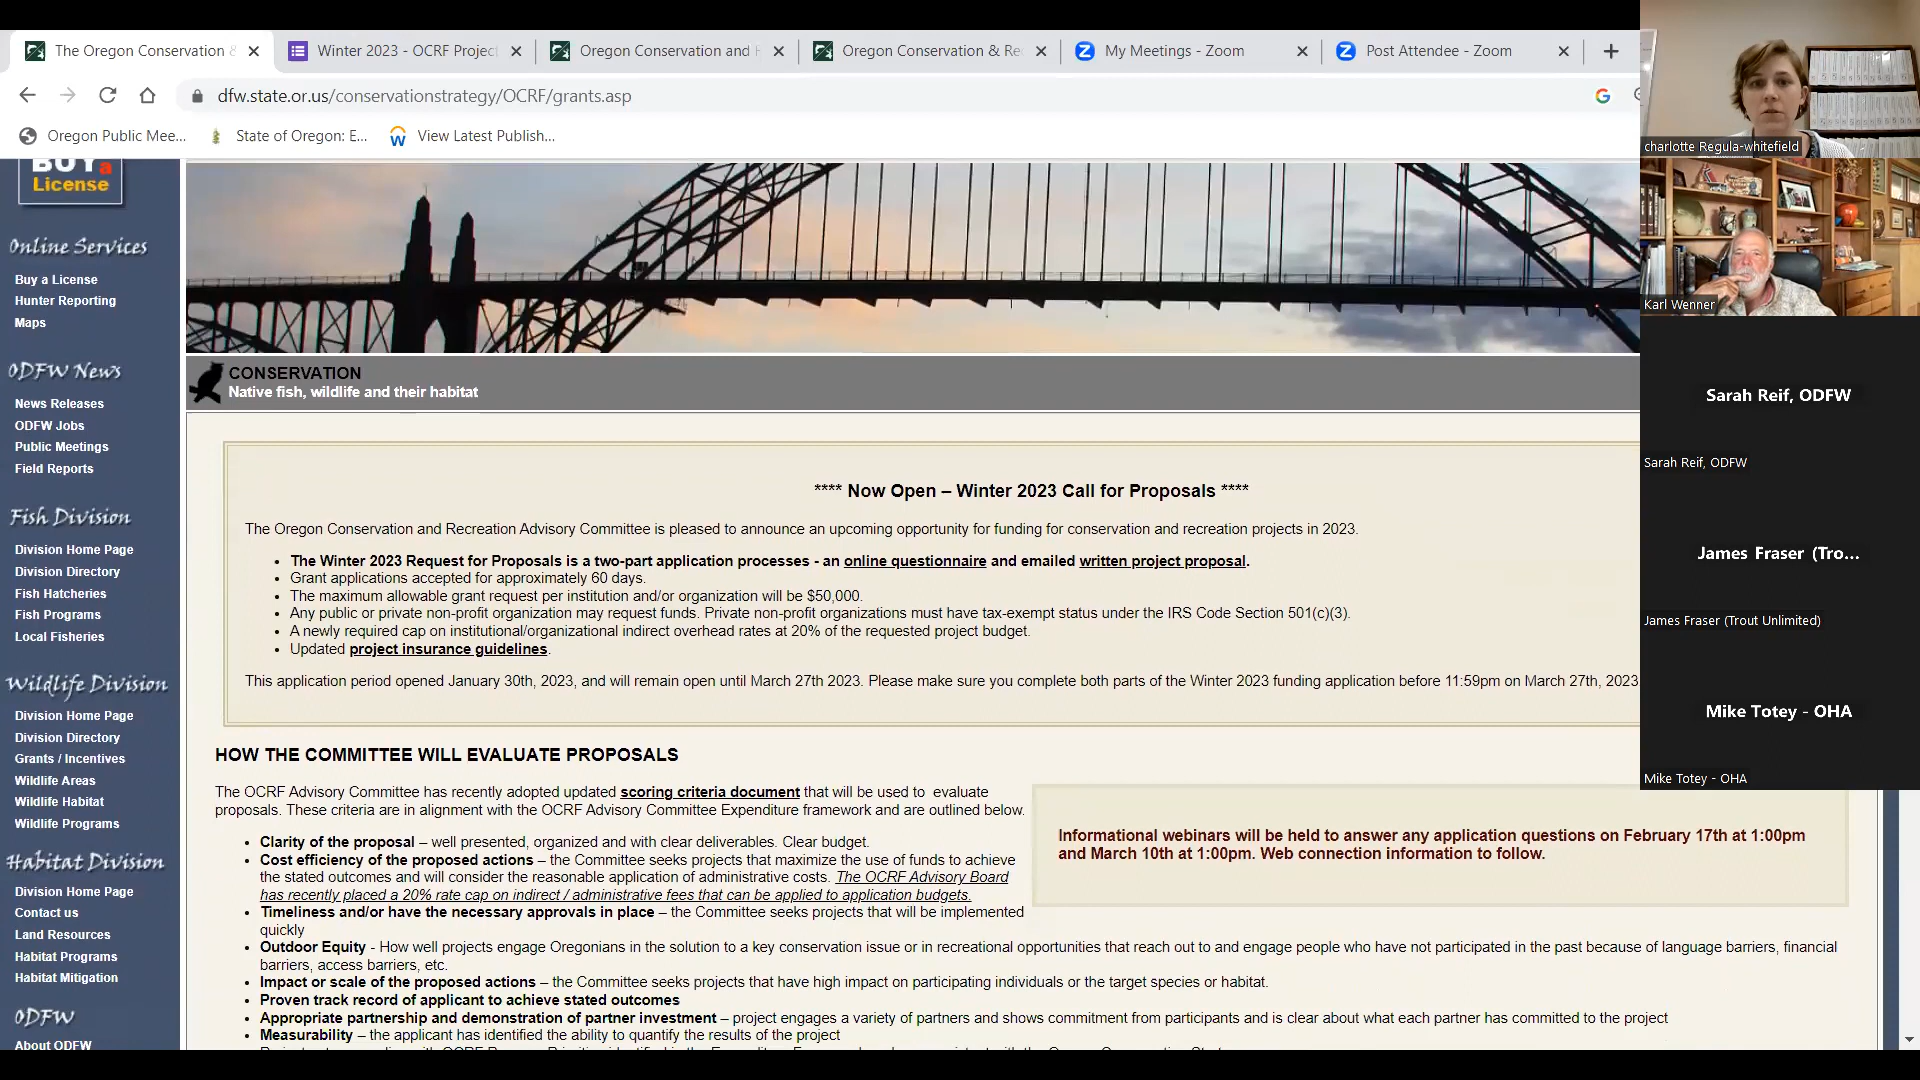 The Oregon Conservation &
Winter 2023 - OCRF Project
Oregon Conservation and
Oregon Conservation & Re
My Meetings - Zoom
Post Attendee - Zoom
dfw.state.or.us/conservationstrategy/OCRF/grants.asp
Oregon Public Mee...
State of Oregon: E...
View Latest Publish...
BUY a
License
Online Services
Buy a License
Hunter Reporting
Maps
ODFW News
News Releases
ODFW Jobs
Public Meetings
Field Reports
Fish Division
Division Home Page
Division Directory
Fish Hatcheries
Fish Programs
Local Fisheries
Wildlife Division
Division Home Page
Division Directory
Grants / Incentives
Wildlife Areas
Wildlife Habitat
Wildlife Programs
Habitat Division
Division Home Page
Contact us
Land Resources
Habitat Programs
Habitat Mitigation
ODFW
About ODFW
CONSERVATION
Native fish, wildlife and their habitat
**** Now Open – Winter 2023 Call for Proposals ****
The Oregon Conservation and Recreation Advisory Committee is pleased to announce an upcoming opportunity for funding for conservation and recreation projects in 2023.
• The Winter 2023 Request for Proposals is a two-part application processes - an online questionnaire and emailed written project proposal.
• Grant applications accepted for approximately 60 days.
• The maximum allowable grant request per institution and/or organization will be $50,000.
• Any public or private non-profit organization may request funds. Private non-profit organizations must have tax-exempt status under the IRS Code Section 501(c)(3).
• A newly required cap on institutional/organizational indirect overhead rates at 20% of the requested project budget.
• Updated project insurance guidelines.
This application period opened January 30th, 2023, and will remain open until March 27th 2023. Please make sure you complete both parts of the Winter 2023 funding application before 11:59pm on March 27th, 2023
HOW THE COMMITTEE WILL EVALUATE PROPOSALS
The OCRF Advisory Committee has recently adopted updated scoring criteria document that will be used to evaluate
proposals. These criteria are in alignment with the OCRF Advisory Committee Expenditure framework and are outlined below.
• Clarity of the proposal – well presented, organized and with clear deliverables. Clear budget.
• Cost efficiency of the proposed actions – the Committee seeks projects that maximize the use of funds to achieve
the stated outcomes and will consider the reasonable application of administrative costs. The OCRF Advisory Board
has recently placed a 20% rate cap on indirect / administrative fees that can be applied to application budgets.
• Timeliness and/or have the necessary approvals in place – the Committee seeks projects that will be implemented
quickly
• Outdoor Equity - How well projects engage Oregonians in the solution to a key conservation issue or in recreational opportunities that reach out to and engage people who have not participated in the past because of language barriers, financial
barriers, access barriers, etc.
• Impact or scale of the proposed actions – the Committee seeks projects that have high impact on participating individuals or the target species or habitat.
• Proven track record of applicant to achieve stated outcomes
• Appropriate partnership and demonstration of partner investment – project engages a variety of partners and shows commitment from participants and is clear about what each partner has committed to the project
• Measurability – the applicant has identified the ability to quantify the results of the project
Informational webinars will be held to answer any application questions on February 17th at 1:00pm
and March 10th at 1:00pm. Web connection information to follow.
charlotte Regula-whitefield
Karl Wenner
Sarah Reif, ODFW
Sarah Reif, ODFW
James Fraser (Tro...
James Fraser (Trout Unlimited)
Mike Totey - OHA
Mike Totey - OHA